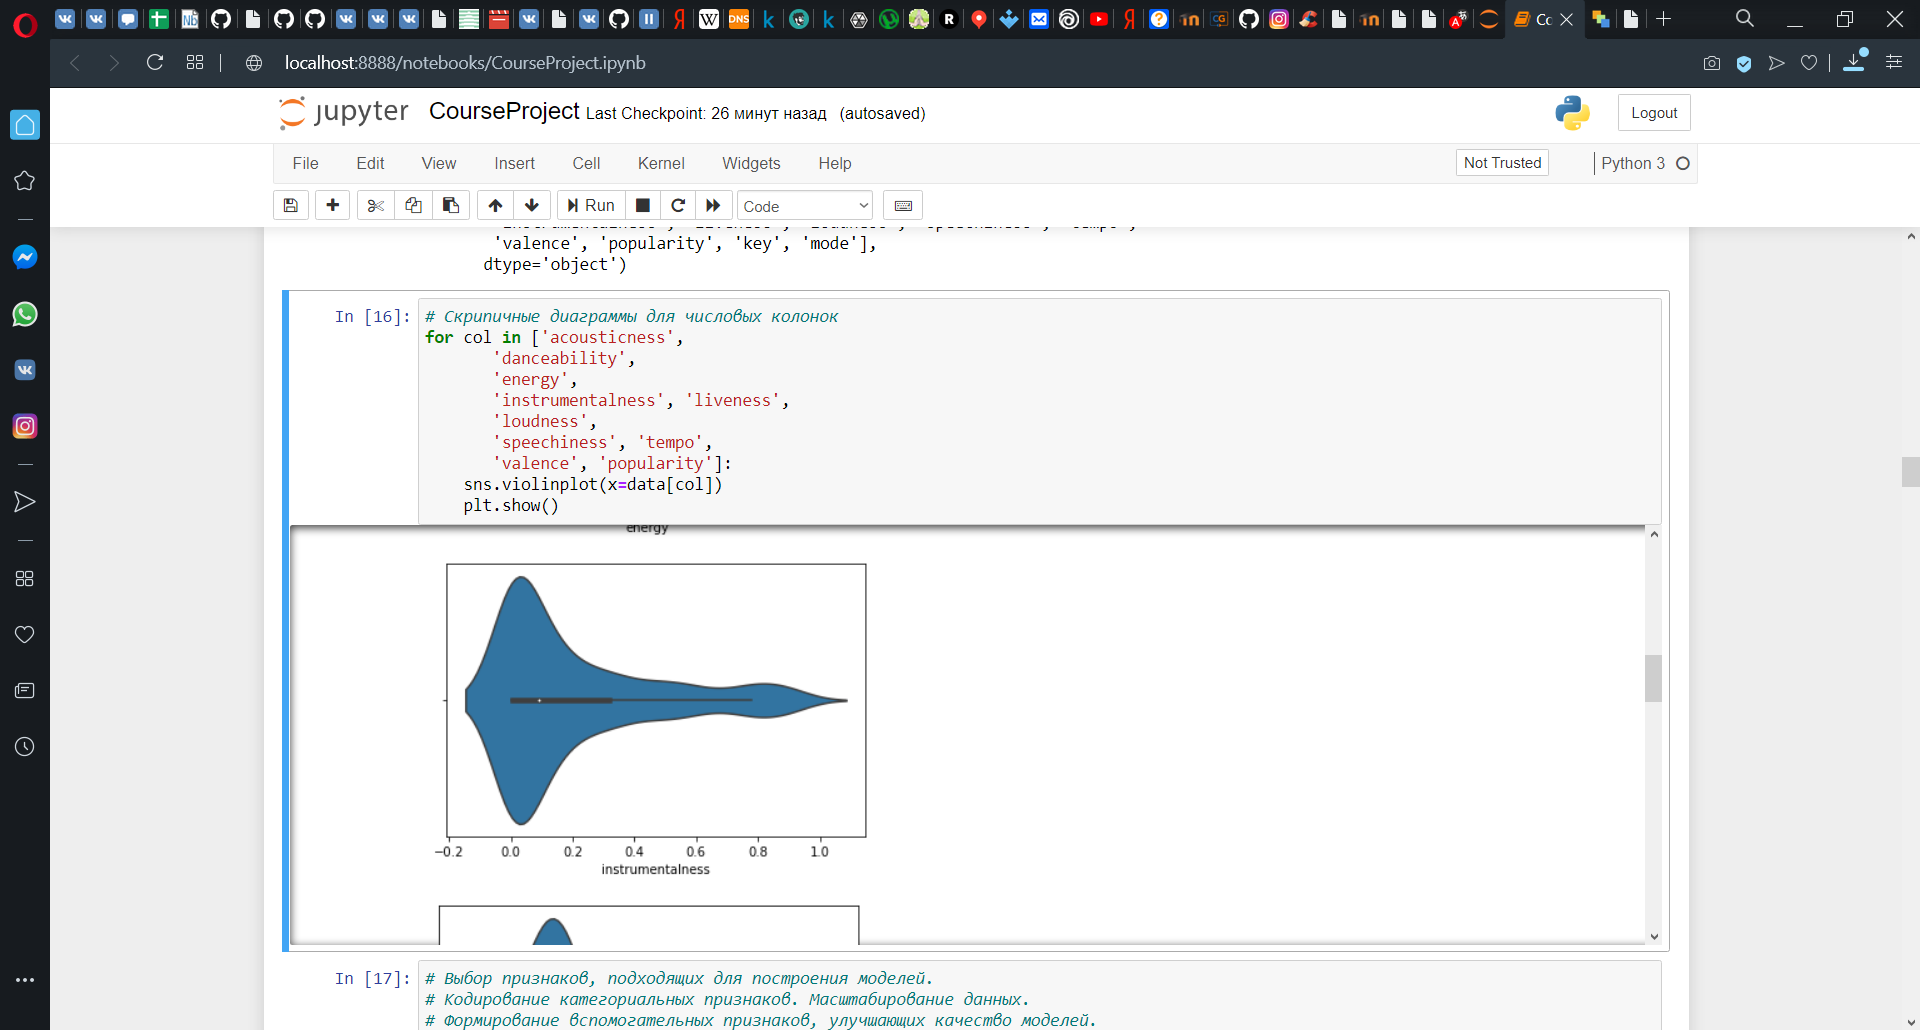 Co
localhost:8888/notebooks/CourseProject.ipynb
jupyter CourseProject Last Checkpoint: 26 минут назад (autosaved)
Logout
File Edit View Insert Cell Kernel Widgets Help
Not Trusted
Python 3
Run
Code
'valence', 'popularity', 'key', 'mode'],
dtype='object')
In [16]:
# Скрипичные диаграммы для числовых колонок
for col in ['acousticness',
'danceability',
'energy',
'instrumentalness', 'liveness',
'loudness',
'speechiness', 'tempo',
'valence', 'popularity']:
sns.violinplot(x=data[col])
plt.show()
energy
−0.2 0.0 0.2 0.4 0.6 0.8 1.0
instrumentalness
In [17]:
# Выбор признаков, подходящих для построения моделей.
# Кодирование категориальных признаков. Масштабирование данных.
# Формирование вспомогательных признаков, улучшающих качество моделей.